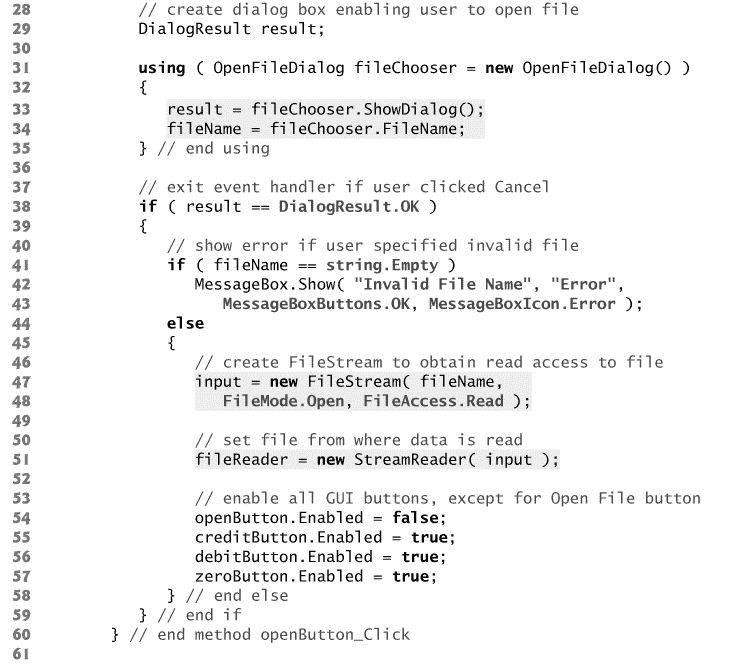 28 // create dialog box enabling user to open file
29 DialogResult result;
30
31 using ( OpenFileDialog fileChooser = new OpenFileDialog() )
32 {
33 result = fileChooser.ShowDialog();
34 fileName = fileChooser.FileName;
35 } // end using
36
37 // exit event handler if user clicked Cancel
38 if ( result == DialogResult.OK )
39 {
40 // show error if user specified invalid file
41 if ( fileName == string.Empty )
42 MessageBox.Show( "Invalid File Name", "Error",
43 MessageBoxButtons.OK, MessageBoxIcon.Error );
44 else
45 {
46 // create FileStream to obtain read access to file
47 input = new FileStream( fileName,
48 FileMode.Open, FileAccess.Read );
49
50 // set file from where data is read
51 fileReader = new StreamReader( input );
52
53 // enable all GUI buttons, except for Open File button
54 openButton.Enabled = false;
55 creditButton.Enabled = true;
56 debitButton.Enabled = true;
57 zeroButton.Enabled = true;
58 } // end else
59 } // end if
60 } // end method openButton_Click
61